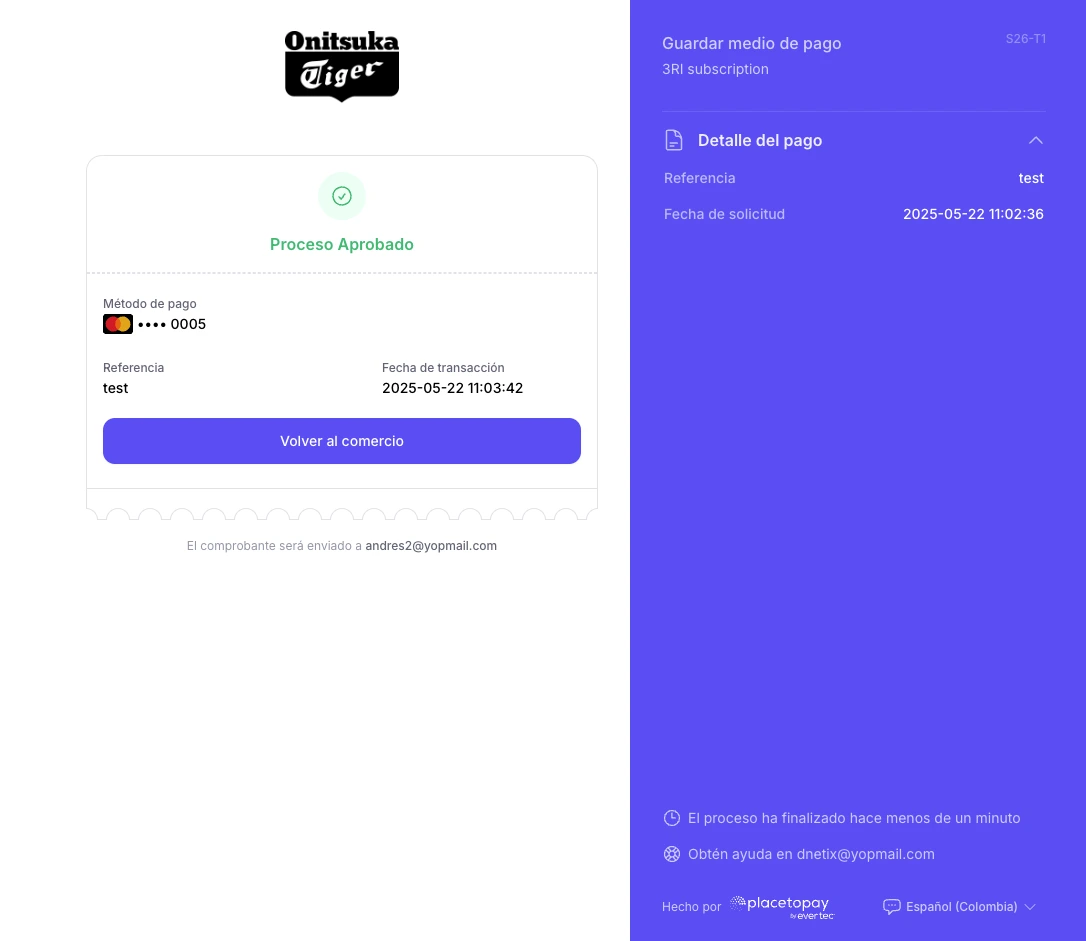 Onitsuka
Tiger
Proceso Aprobado
Método de pago
•••• 0005
Referencia
test
Fecha de transacción
2025-05-22 11:03:42
Volver al comercio
El comprobante será enviado a andres2@yopmail.com
Guardar medio de pago
S26-T1
3RI subscription
Detalle del pago
Referencia
test
Fecha de solicitud
2025-05-22 11:02:36
El proceso ha finalizado hace menos de un minuto
Obtén ayuda en dnetix@yopmail.com
Hecho por
placetopay
by evertec
Español (Colombia)